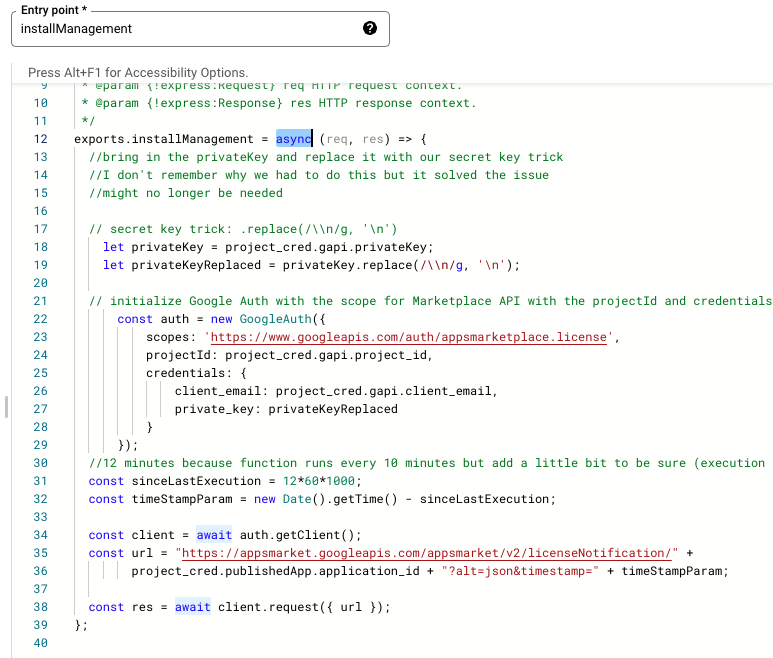 Entry point *
installManagement
Press Alt+F1 for Accessibility Options.
9 * @param {!express:Request} req HTTP request context.
10 * @param {!express:Response} res HTTP response context.
11 */
12 exports.installManagement = async (req, res) => {
13 //bring in the privateKey and replace it with our secret key trick
14 //I don't remember why we had to do this but it solved the issue
15 //might no longer be needed
16
17 // secret key trick: .replace(/\\n/g, '\n')
18 let privateKey = project_cred.gapi.privateKey;
19 let privateKeyReplaced = privateKey.replace(/\\n/g, '\n');
20
21 // initialize Google Auth with the scope for Marketplace API with the projectId and credentials
22 const auth = new GoogleAuth({
23 scopes: 'https://www.googleapis.com/auth/appsmarketplace.license',
24 projectId: project_cred.gapi.project_id,
25 credentials: {
26 client_email: project_cred.gapi.client_email,
27 private_key: privateKeyReplaced
28 }
29 });
30 //12 minutes because function runs every 10 minutes but add a little bit to be sure (execution
31 const sinceLastExecution = 12*60*1000;
32 const timeStampParam = new Date().getTime() - sinceLastExecution;
33
34 const client = await auth.getClient();
35 const url = "https://appsmarket.googleapis.com/appsmarket/v2/licenseNotification/" +
36 project_cred.publishedApp.application_id + "?alt=json&timestamp=" + timeStampParam;
37
38 const res = await client.request({ url });
39 };
40